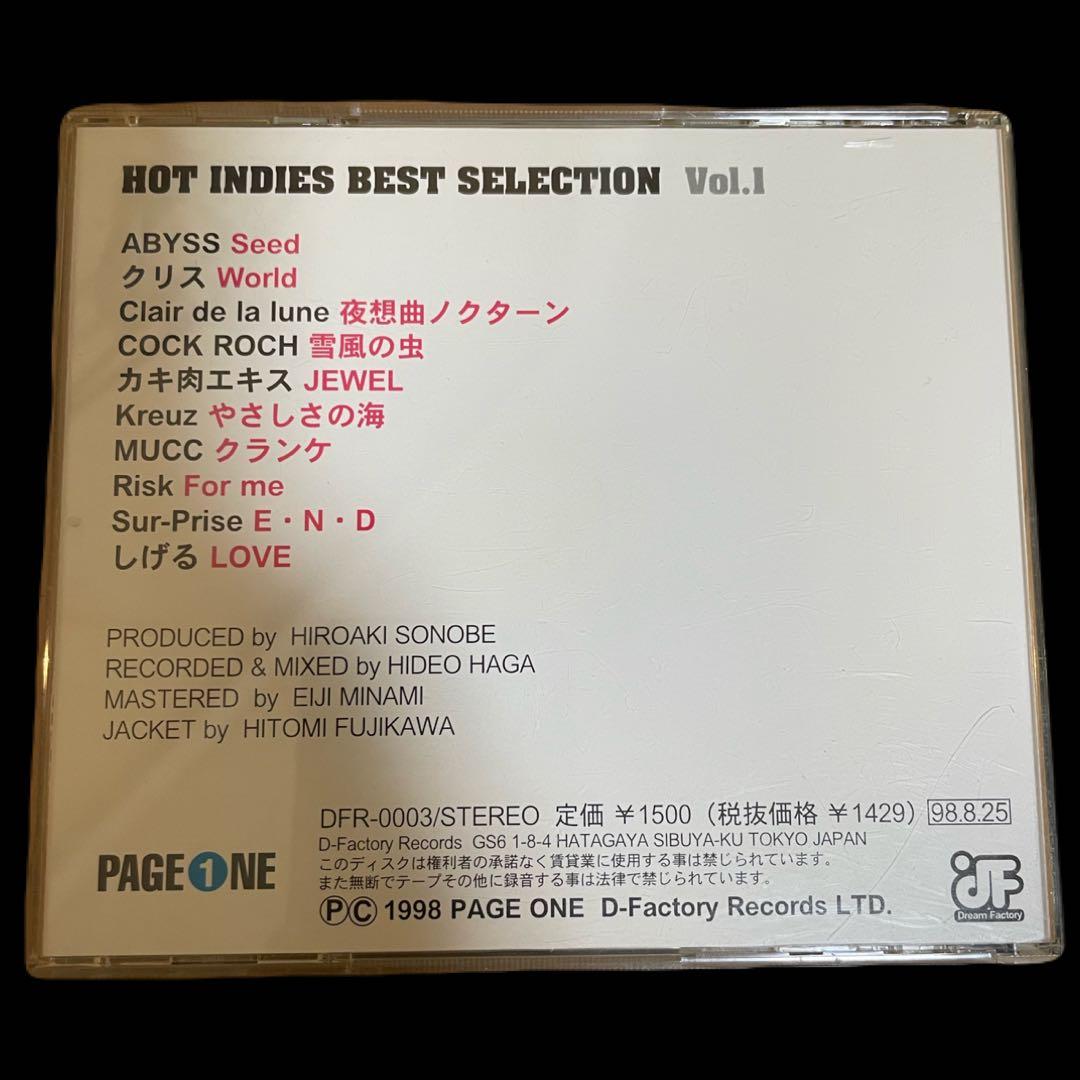 HOT INDIES BEST SELECTION Vol.1
ABYSS Seed
クリス World
Clair de la lune 夜想曲ノクターン
COCK ROCH 雪風の虫
カキ肉エキス JEWEL
Kreuz やさしさの海
MUCC クランケ
Risk For me
Sur-Prise E・N・D
しげる LOVE
PRODUCED by HIROAKI SONOBE
RECORDED & MIXED by HIDEO HAGA
MASTERED by EIJI MINAMI
JACKET by HITOMI FUJIKAWA
DFR-0003/STEREO 定価 ¥1500（税抜価格 ¥1429）98.8.25
D-Factory Records GS6 1-8-4 HATAGAYA SIBUYA-KU TOKYO JAPAN
このディスクは権利者の承諾なく賃貸業に使用する事は禁じられています。
また無断でテープその他に録音する事は法律で禁じられています。
ⓅⒸ 1998 PAGE ONE D-Factory Records LTD.
PAGE 1NE
dF
Dream Factory